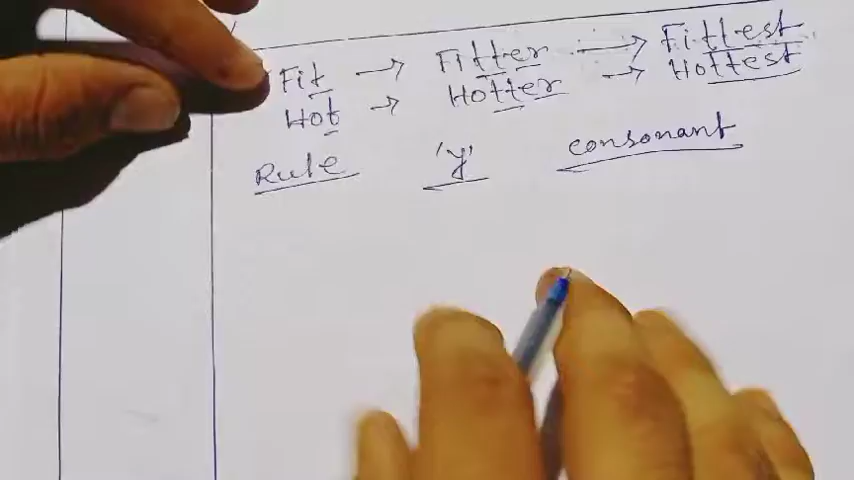 Fit → Fitter → Fittest
Hot → Hotter → Hottest
Rule 'y' consonant